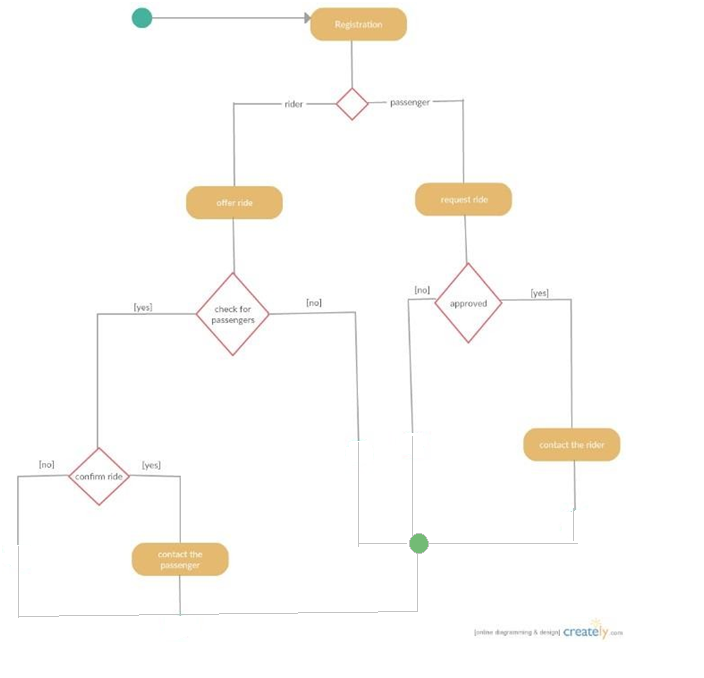 Registration
rider
passenger
offer ride
request ride
[yes]
check for
passengers
[no]
[no]
approved
[yes]
contact the rider
[no]
confirm ride
[yes]
contact the
passenger
[online diagramming & design] creately.com